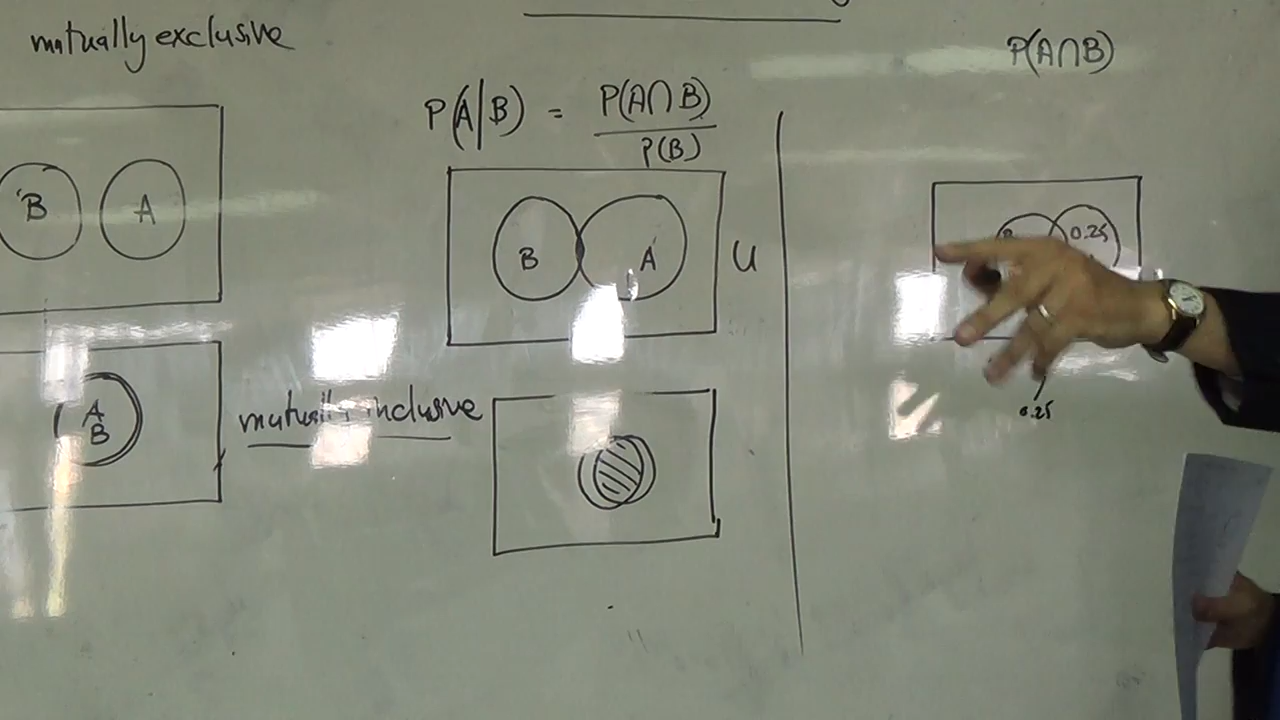 mutually exclusive
B A
A
B
mutually inclusive
P(A|B) = P(A∩B)
P(B)
B A U
P(A∩B)
0.25
0.25